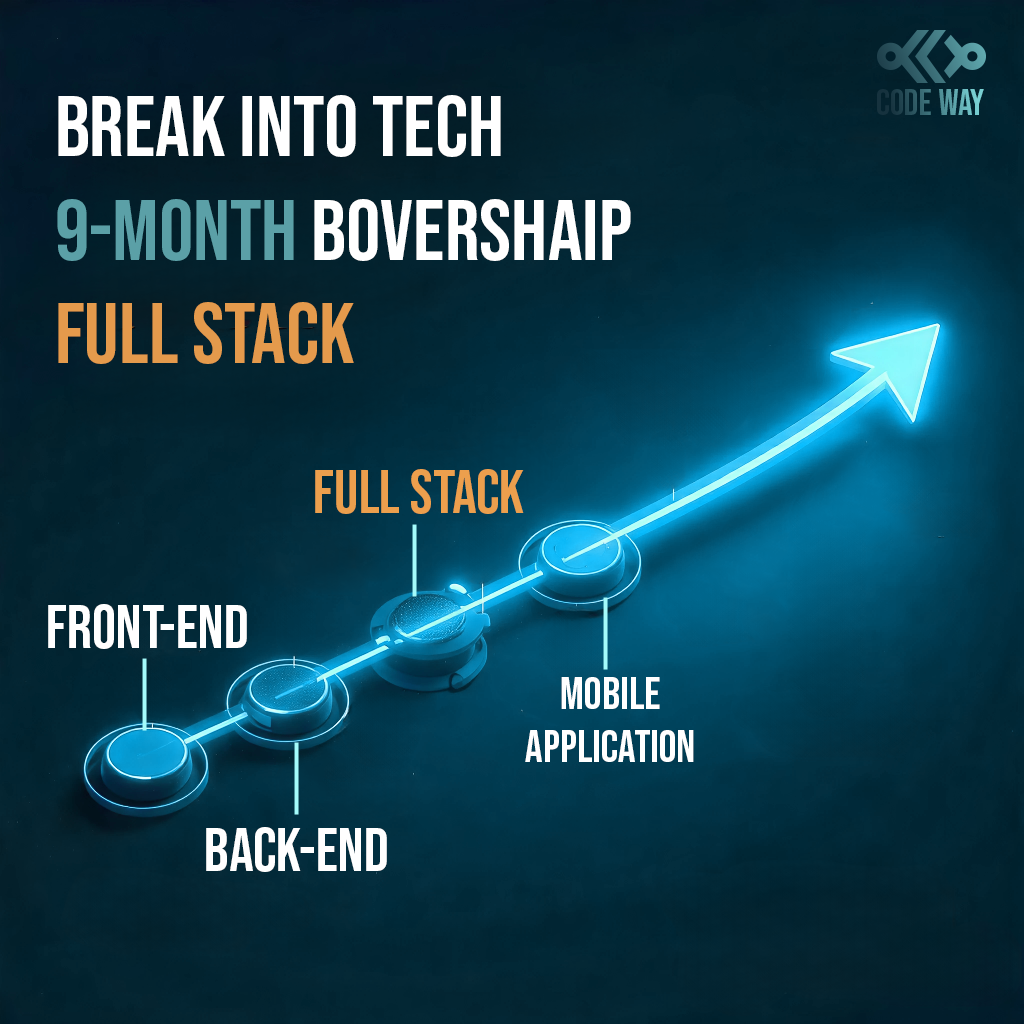 CODE WAY
BREAK INTO TECH
9-MONTH BOVERSHAIP
FULL STACK
FULL STACK
FRONT-END
MOBILE
APPLICATION
BACK-END